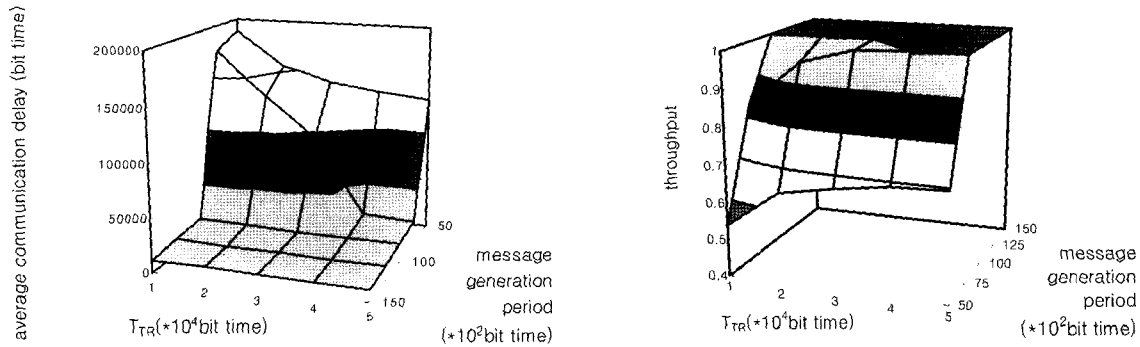 average communication delay (bit time)
200000
150000
100000
50000
0
1
2
3
4
5
T_TR(*10^4bit time)
50
100
150
message
generation
period
(*10^2bit time)
throughput
1
0.9
0.8
0.7
0.6
0.5
0.4
1
2
3
4
5
T_TR(*10^4bit time)
150
125
100
75
50
message
generation
period
(*10^2bit time)